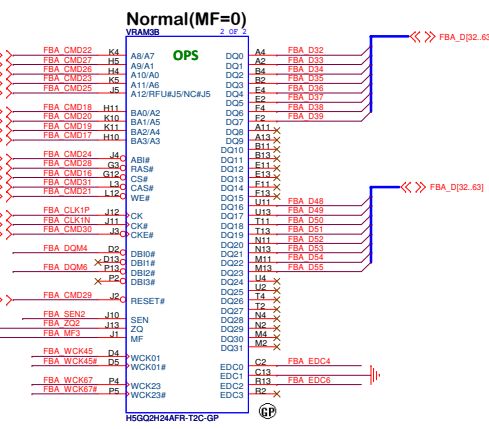 Normal(MF=0)
VRAM3B 2 OF 2
OPS
FBA_CMD22 K4 A8/A7 DQ0 A4 FBA_D32 FBA_D[32..63]
FBA_CMD27 H5 A9/A1 DQ1 A2 FBA_D33
FBA_CMD26 H4 A10/A0 DQ2 B4 FBA_D34
FBA_CMD23 K5 A11/A6 DQ3 B2 FBA_D35
FBA_CMD25 J5 A12/RFU#J5/NC#J5 DQ4 E4 FBA_D36
DQ5 E2 FBA_D37
DQ6 F4 FBA_D38
FBA_CMD18 H11 BA0/A2 DQ7 F2 FBA_D39
FBA_CMD20 K10 BA1/A5 DQ8 A11
FBA_CMD19 K11 BA2/A4 DQ9 A13
FBA_CMD17 H10 BA3/A3 DQ10 B11
DQ11 B13
FBA_CMD24 J4 ABI# DQ12 E11
FBA_CMD28 G3 RAS# DQ13 E13
FBA_CMD16 G12 CS# DQ14 F11
FBA_CMD31 L3 CAS# DQ15 F13
FBA_CMD21 L12 WE# DQ16 U11 FBA_D48 FBA_D[32..63]
FBA_CLK1P J12 CK DQ17 U13 FBA_D49
FBA_CLK1N J11 CK# DQ18 T11 FBA_D50
FBA_CMD30 J3 CKE# DQ19 T13 FBA_D51
DQ20 N11 FBA_D52
FBA_DQM4 D2 DBI0# DQ21 N13 FBA_D53
D13 DBI1# DQ22 M11 FBA_D54
FBA_DQM6 P13 DBI2# DQ23 M13 FBA_D55
P2 DBI3# DQ24 U4
DQ25 U2
FBA_CMD29 J2 RESET# DQ26 T4
DQ27 T2
FBA_SEN2 J10 SEN DQ28 N4
FBA_ZQ2 J13 ZQ DQ29 N2
FBA_MF3 J1 MF DQ30 M4
DQ31 M2
FBA_WCK45 D4 WCK01
FBA_WCK45# D5 WCK01# EDC0 C2 FBA_EDC4
EDC1 C13
FBA_WCK67 P4 WCK23 EDC2 R13 FBA_EDC6
FBA_WCK67# P5 WCK23# EDC3 R2
GP
H5GQ2H24AFR-T2C-GP